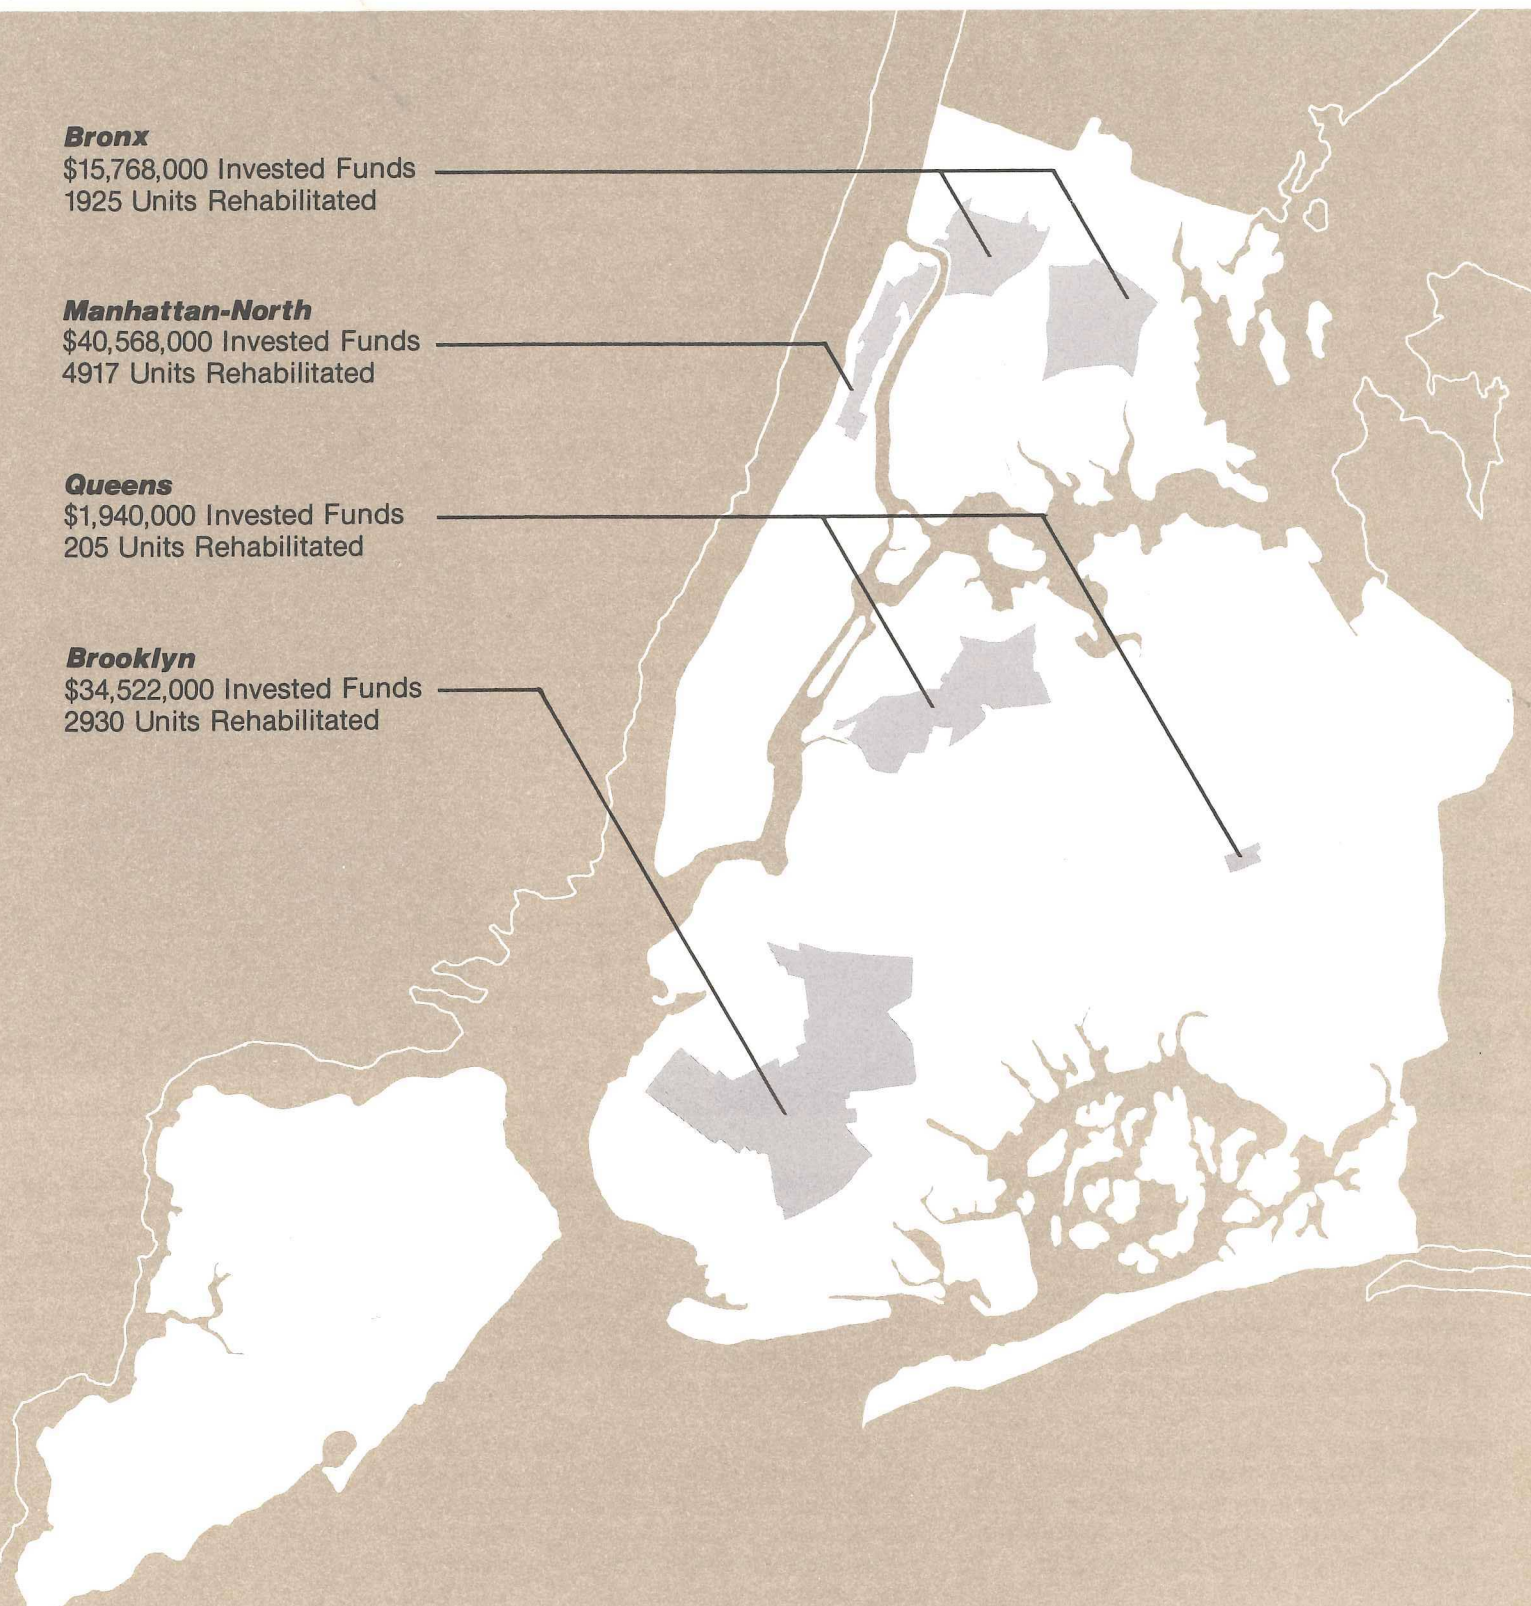 Bronx
$15,768,000 Invested Funds
1925 Units Rehabilitated
Manhattan-North
$40,568,000 Invested Funds
4917 Units Rehabilitated
Queens
$1,940,000 Invested Funds
205 Units Rehabilitated
Brooklyn
$34,522,000 Invested Funds
2930 Units Rehabilitated